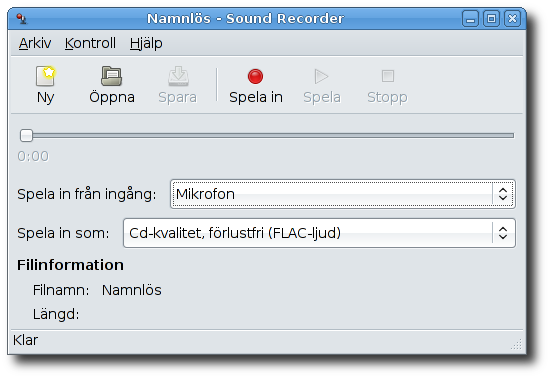 Namnlös - Sound Recorder
Arkiv Kontroll Hjälp
Ny Öppna Spara Spela in Spela Stopp
0:00
Spela in från ingång: Mikrofon
Spela in som: Cd-kvalitet, förlustfri (FLAC-ljud)
Filinformation
Filnamn: Namnlös
Längd:
Klar